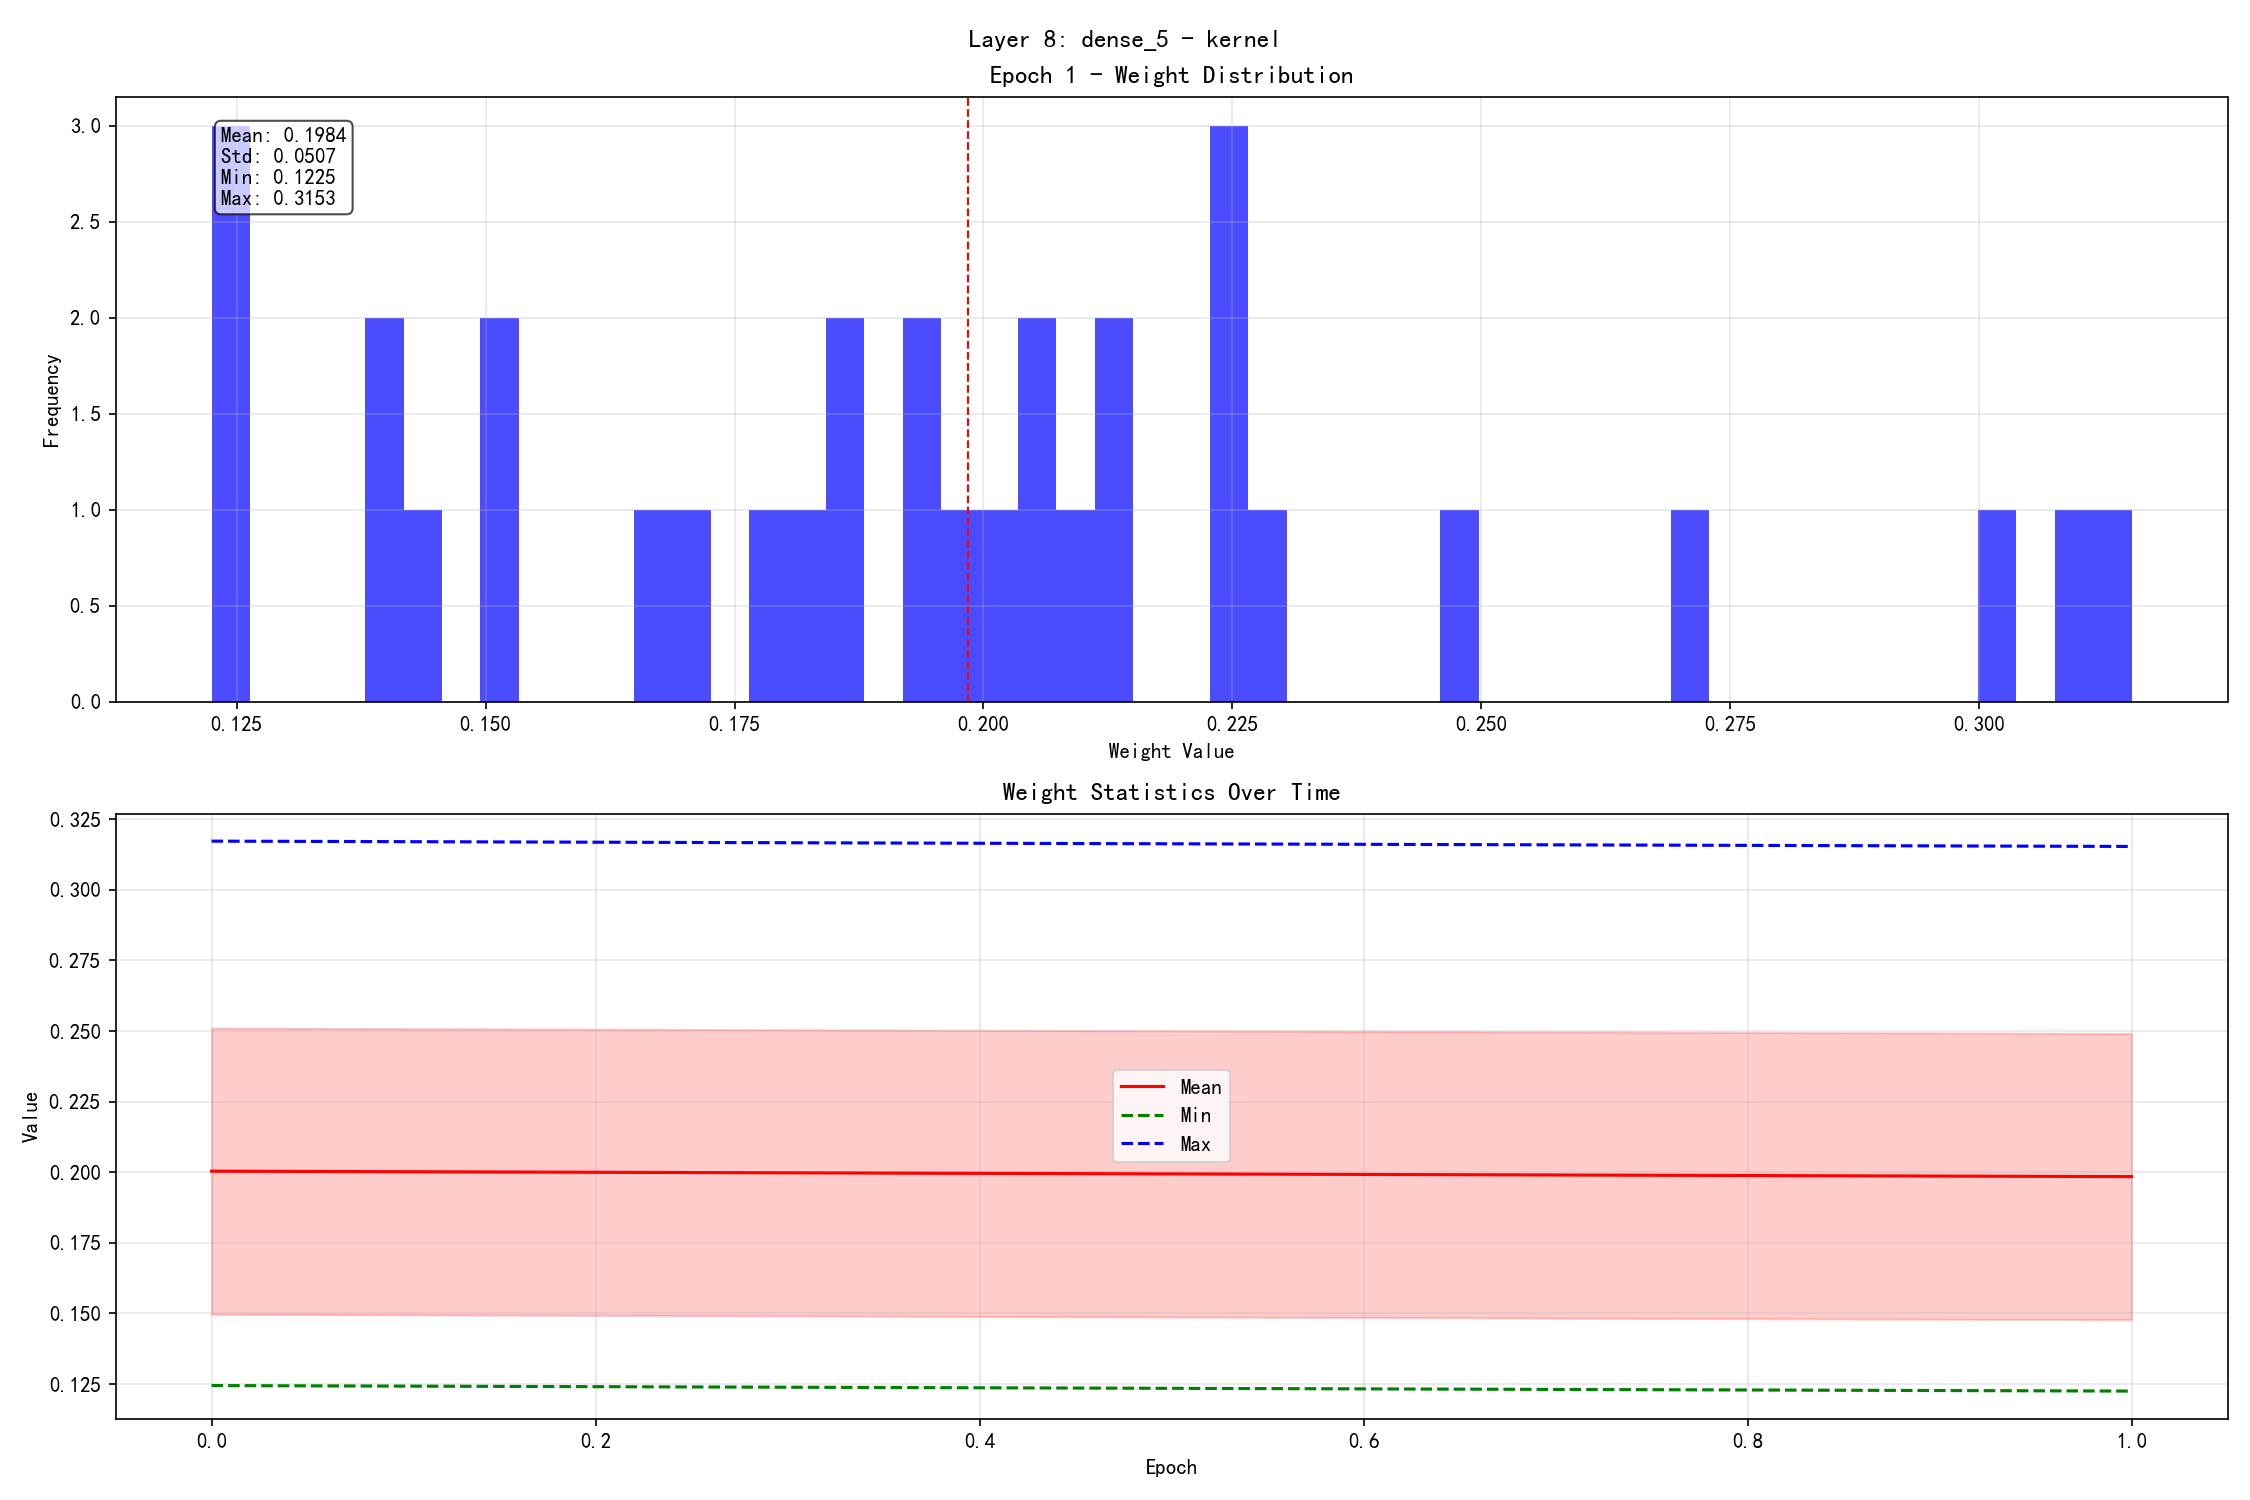 Layer 8: dense_5 - kernel
Epoch 1 - Weight Distribution
Mean: 0.1984
Std: 0.0507
Min: 0.1225
Max: 0.3153
3.0
2.5
2.0
1.5
1.0
0.5
0.0
Frequency
0.125 0.150 0.175 0.200 0.225 0.250 0.275 0.300
Weight Value
Weight Statistics Over Time
0.325
0.300
0.275
0.250
0.225
0.200
0.175
0.150
0.125
Value
Mean
Min
Max
0.0 0.2 0.4 0.6 0.8 1.0
Epoch